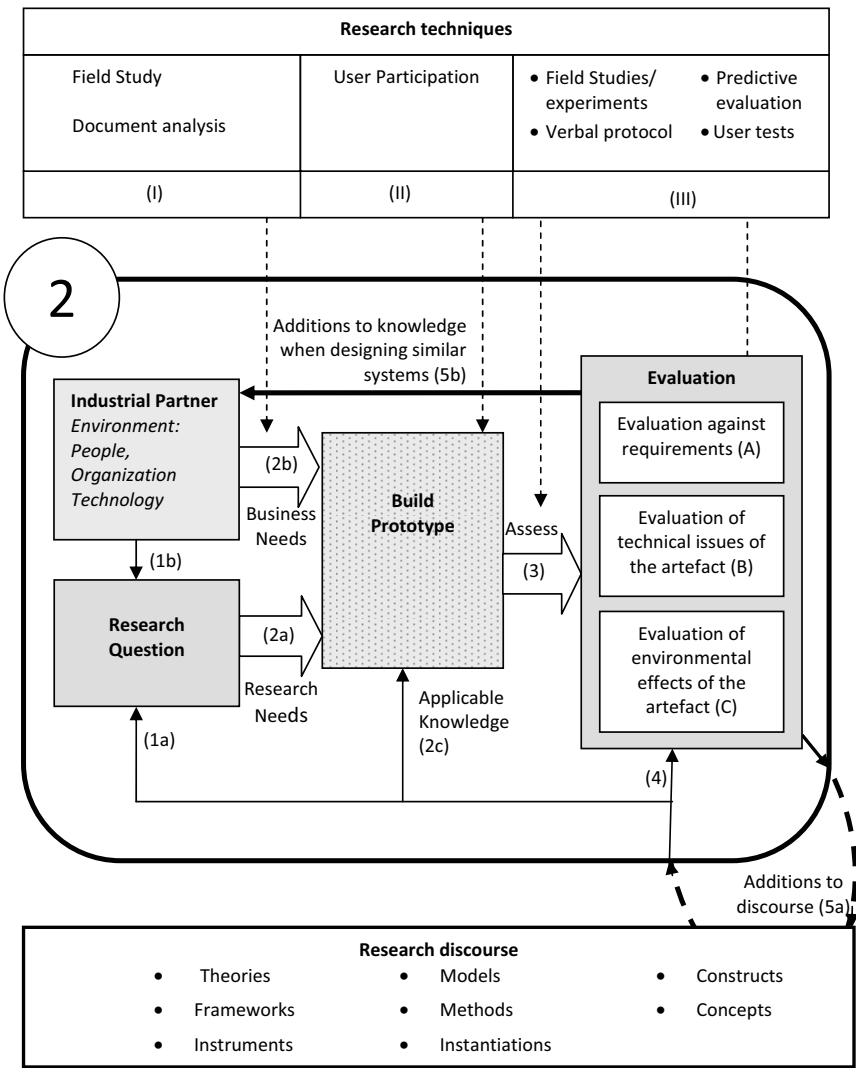 Research techniques
Field Study
Document analysis
User Participation
• Field Studies/
experiments
• Verbal protocol
• Predictive
evaluation
• User tests
(I)
(II)
(III)
2
Additions to knowledge
when designing similar
systems (5b)
Industrial Partner
Environment:
People,
Organization
Technology
(2b)
Business
Needs
(1b)
Research
Question
(2a)
Research
Needs
(1a)
Build
Prototype
Applicable
Knowledge
(2c)
Assess
(3)
Evaluation
Evaluation against
requirements (A)
Evaluation of
technical issues of
the artefact (B)
Evaluation of
environmental
effects of the
artefact (C)
(4)
Additions to
discourse (5a)
Research discourse
• Theories
• Models
• Constructs
• Frameworks
• Methods
• Concepts
• Instruments
• Instantiations